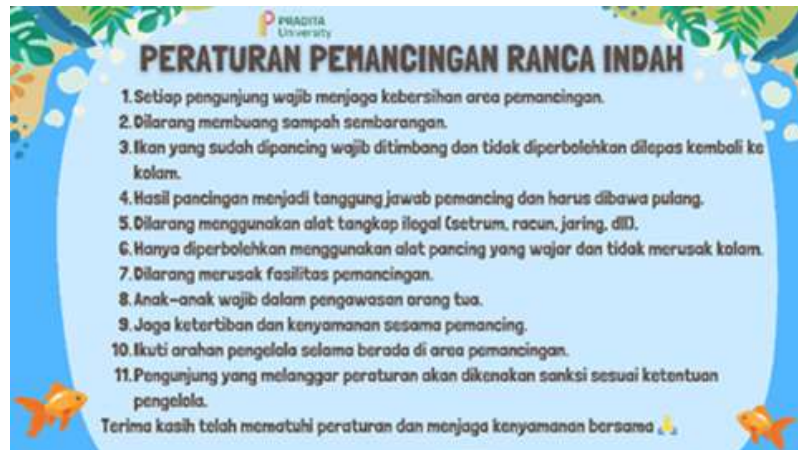 PRADITA
University
PERATURAN PEMANCINGAN RANCA INDAH
1. Setiap pengunjung wajib menjaga kebersihan area pemancingan.
2. Dilarang membuang sampah sembarangan.
3. Ikan yang sudah dipancing wajib ditimbang dan tidak diperbolehkan dilepas kembali ke
kolam.
4. Hasil pancingan menjadi tanggung jawab pemancing dan harus dibawa pulang.
5. Dilarang menggunakan alat tangkap ilegal (setrum, racun, jaring, dll).
6. Hanya diperbolehkan menggunakan alat pancing yang wajar dan tidak merusak kolam.
7. Dilarang merusak fasilitas pemancingan.
8. Anak-anak wajib dalam pengawasan orang tua.
9. Jaga ketertiban dan kenyamanan sesama pemancing.
10. Ikuti arahan pengelola selama berada di area pemancingan.
11. Pengunjung yang melanggar peraturan akan dikenakan sanksi sesuai ketentuan
pengelola.
Terima kasih telah mematuhi peraturan dan menjaga kenyamanan bersama 🙏